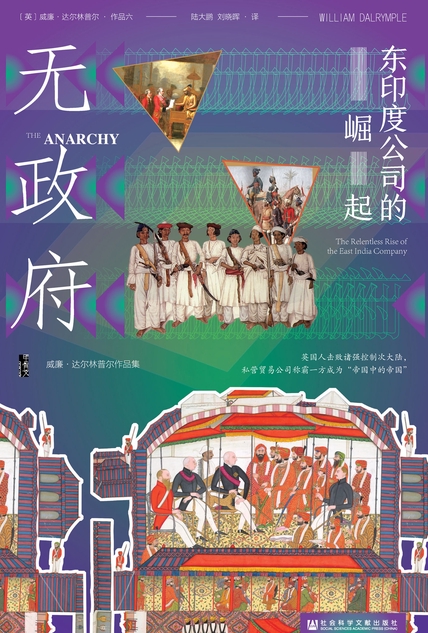 [英] 威廉·达尔林普尔·作品六
陆大鹏 刘晓晖·译
WILLIAM DALRYMPLE
无政府
THE ANARCHY
东印度公司的
崛起
The Relentless Rise of
the East India Company
威廉·达尔林普尔作品集
英国人击败诸强控制次大陆,
私营贸易公司称霸一方成为“帝国中的帝国”
社会科学文献出版社
SOCIAL SCIENCES ACADEMIC PRESS (CHINA)